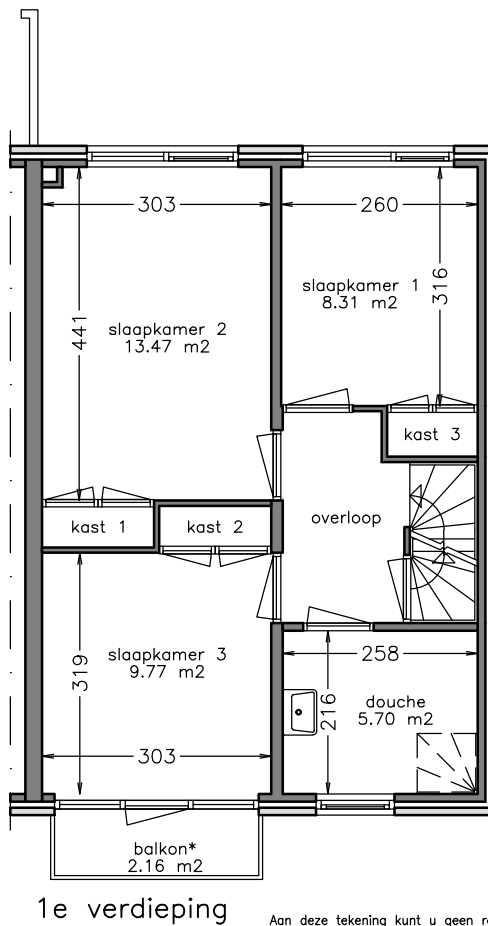 303
260
slaapkamer 1
8.31 m2
316
slaapkamer 2
13.47 m2
441
kast 3
kast 1
kast 2
overloop
slaapkamer 3
9.77 m2
319
258
douche
5.70 m2
216
303
balkon*
2.16 m2
1e verdieping
Aan deze tekening kunt u geen